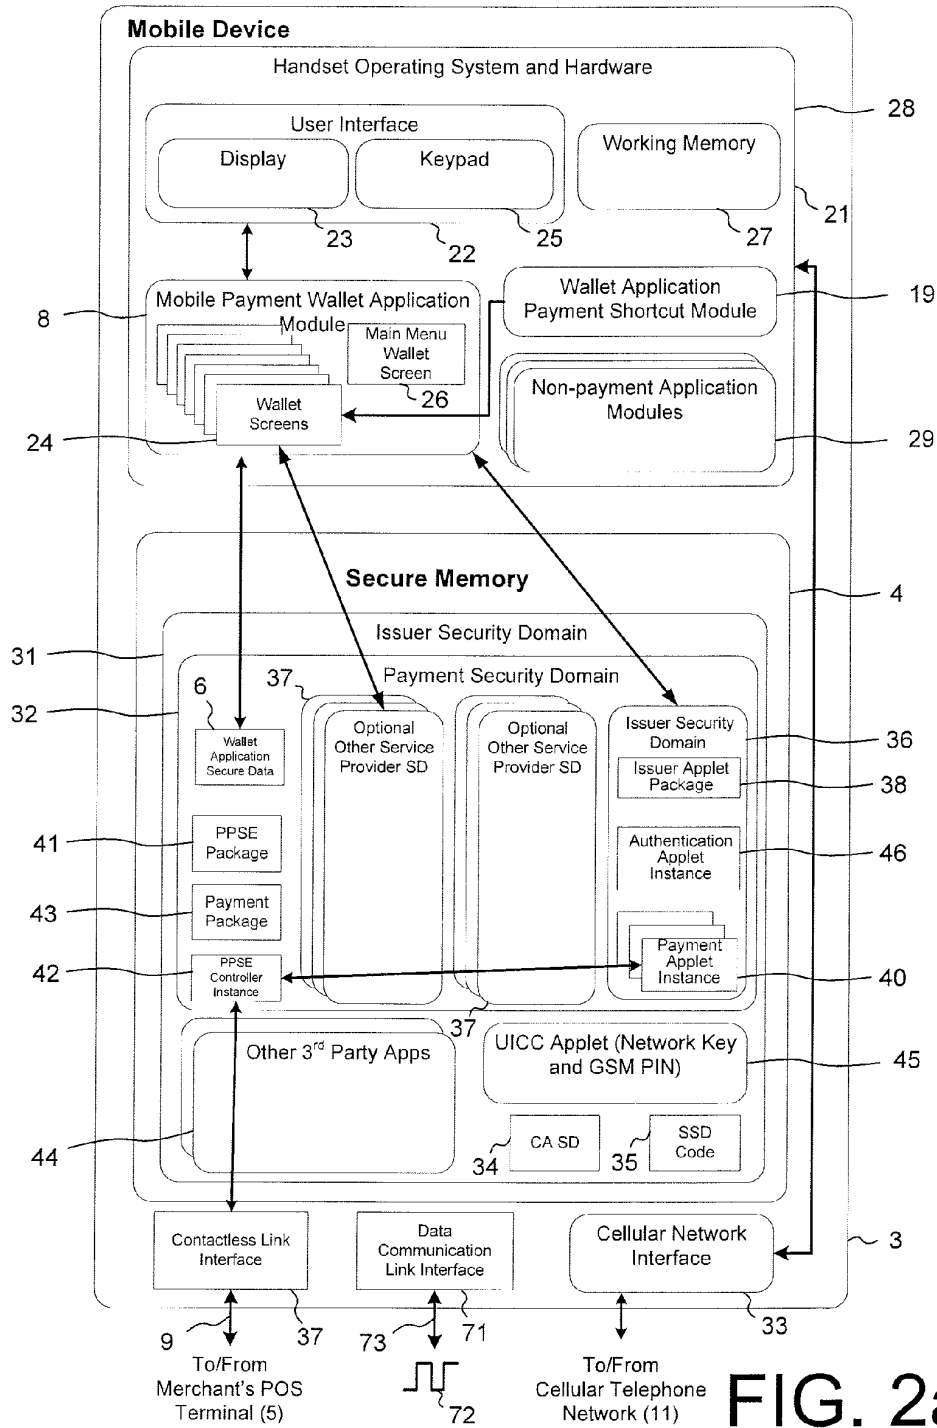 Mobile Device
Handset Operating System and Hardware
28
User Interface
Display
Keypad
Working Memory
23
22
25
27
21
8
Mobile Payment Wallet Application
Module
Main Menu
Wallet
Screen
26
Wallet
Screens
24
Wallet Application
Payment Shortcut Module
19
Non-payment Application
Modules
29
Secure Memory
4
Issuer Security Domain
31
Payment Security Domain
32
6
Wallet
Application
Secure Data
37
Optional
Other Service
Provider SD
Optional
Other Service
Provider SD
37
Issuer Security
Domain
36
Issuer Applet
Package
38
41
PPSE
Package
Authentication
Applet
Instance
46
43
Payment
Package
42
PPSE
Controller
Instance
Payment
Applet
Instance
40
Other 3rd Party Apps
44
UICC Applet (Network Key
and GSM PIN)
45
34
CA SD
35
SSD
Code
Contactless Link
Interface
Data
Communication
Link Interface
Cellular Network
Interface
3
9
37
73
71
33
To/From
Merchant's POS
Terminal (5)
72
To/From
Cellular Telephone
Network (11)
FIG. 2a